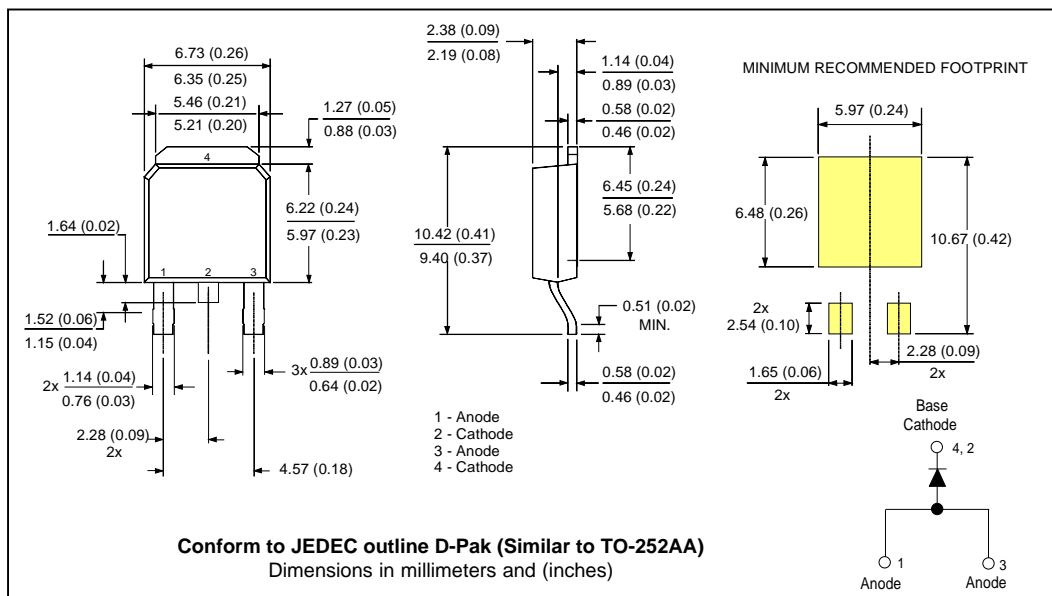 6.73 (0.26)
6.35 (0.25)
5.46 (0.21)
5.21 (0.20)
1.27 (0.05)
0.88 (0.03)
4
6.22 (0.24)
5.97 (0.23)
1.64 (0.02)
1
2
3
1.52 (0.06)
1.15 (0.04)
2x
1.14 (0.04)
0.76 (0.03)
3x
0.89 (0.03)
0.64 (0.02)
2.28 (0.09)
2x
4.57 (0.18)
2.38 (0.09)
2.19 (0.08)
1.14 (0.04)
0.89 (0.03)
0.58 (0.02)
0.46 (0.02)
6.45 (0.24)
5.68 (0.22)
10.42 (0.41)
9.40 (0.37)
0.51 (0.02)
MIN.
0.58 (0.02)
0.46 (0.02)
1 - Anode
2 - Cathode
3 - Anode
4 - Cathode
MINIMUM RECOMMENDED FOOTPRINT
5.97 (0.24)
6.48 (0.26)
10.67 (0.42)
2x
2.54 (0.10)
1.65 (0.06)
2x
2.28 (0.09)
2x
Base
Cathode
4, 2
1
Anode
3
Anode
Conform to JEDEC outline D-Pak (Similar to TO-252AA)
Dimensions in millimeters and (inches)